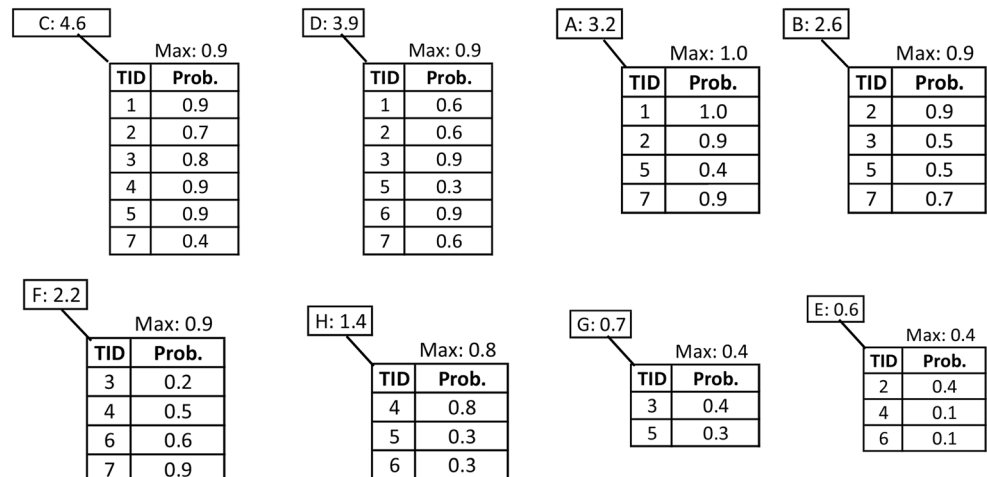 C: 4.6
Max: 0.9
TID Prob.
1 0.9
2 0.7
3 0.8
4 0.9
5 0.9
7 0.4
D: 3.9
Max: 0.9
TID Prob.
1 0.6
2 0.6
3 0.9
5 0.3
6 0.9
7 0.6
A: 3.2
Max: 1.0
TID Prob.
1 1.0
2 0.9
5 0.4
7 0.9
B: 2.6
Max: 0.9
TID Prob.
2 0.9
3 0.5
5 0.5
7 0.7
F: 2.2
Max: 0.9
TID Prob.
3 0.2
4 0.5
6 0.6
7 0.9
H: 1.4
Max: 0.8
TID Prob.
4 0.8
5 0.3
6 0.3
G: 0.7
Max: 0.4
TID Prob.
3 0.4
5 0.3
E: 0.6
Max: 0.4
TID Prob.
2 0.4
4 0.1
6 0.1